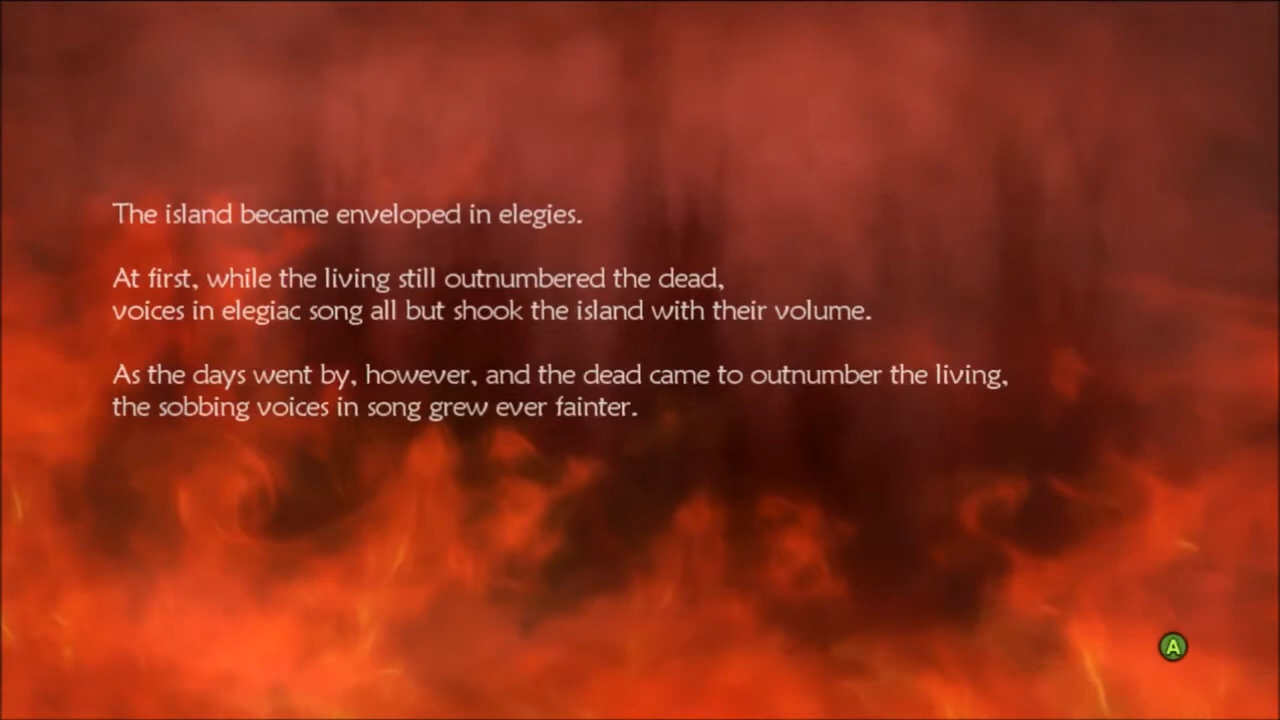 The island became enveloped in elegies.
At first, while the living still outnumbered the dead,
voices in elegiac song all but shook the island with their volume.
As the days went by, however, and the dead came to outnumber the living,
the sobbing voices in song grew ever fainter.
A